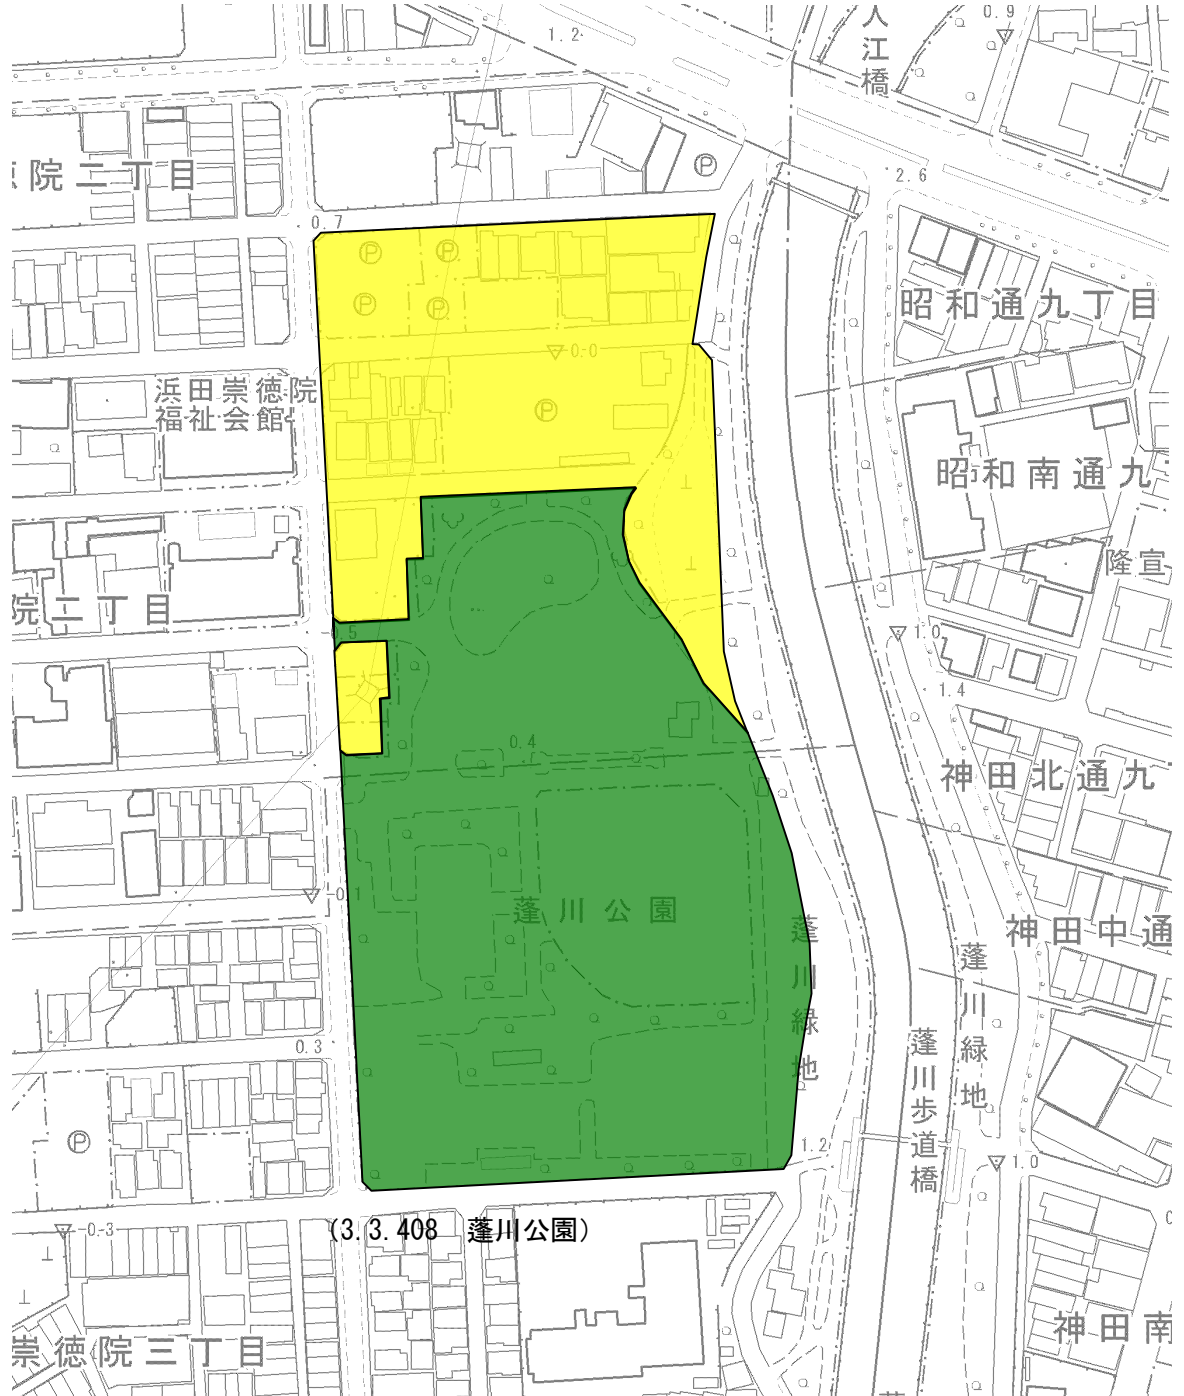 入江橋
0.9
1.2
P
2.6
院二丁目
0.7
P
P
P
P
昭和通九丁目
0.0
浜田崇徳院
福祉会館
P
昭和南通九
隆宣
院二丁目
0.5
1.0
1.4
0.4
神田北通九
-0.1
蓬川公園
蓬川緑地
神田中通
蓬川緑地
0.3
蓬川歩道橋
P
1.2
1.0
-0.3
(3.3.408 蓬川公園)
神田南
崇徳院三丁目